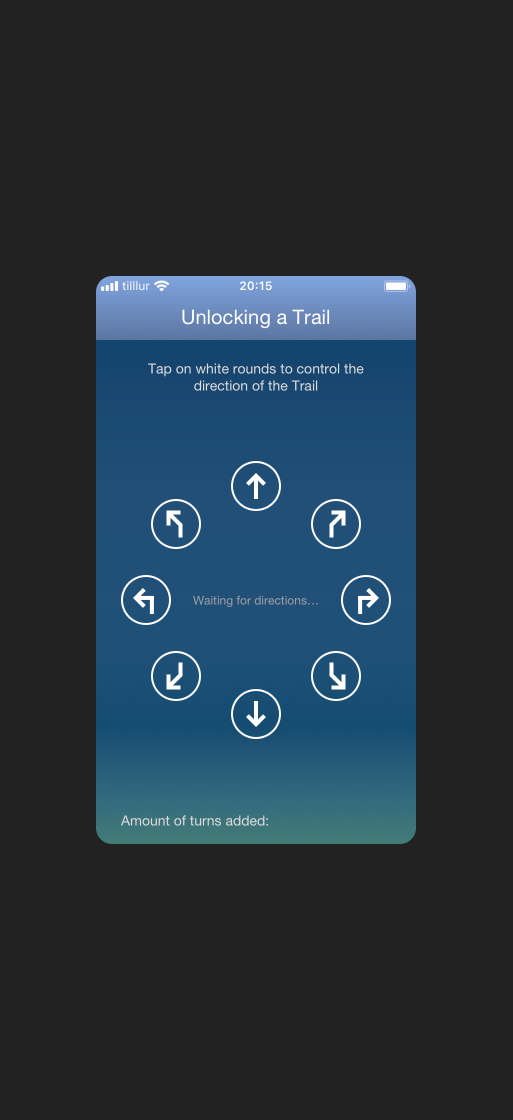 tilllur
20:15
Unlocking a Trail
Tap on white rounds to control the
direction of the Trail
Waiting for directions...
Amount of turns added: